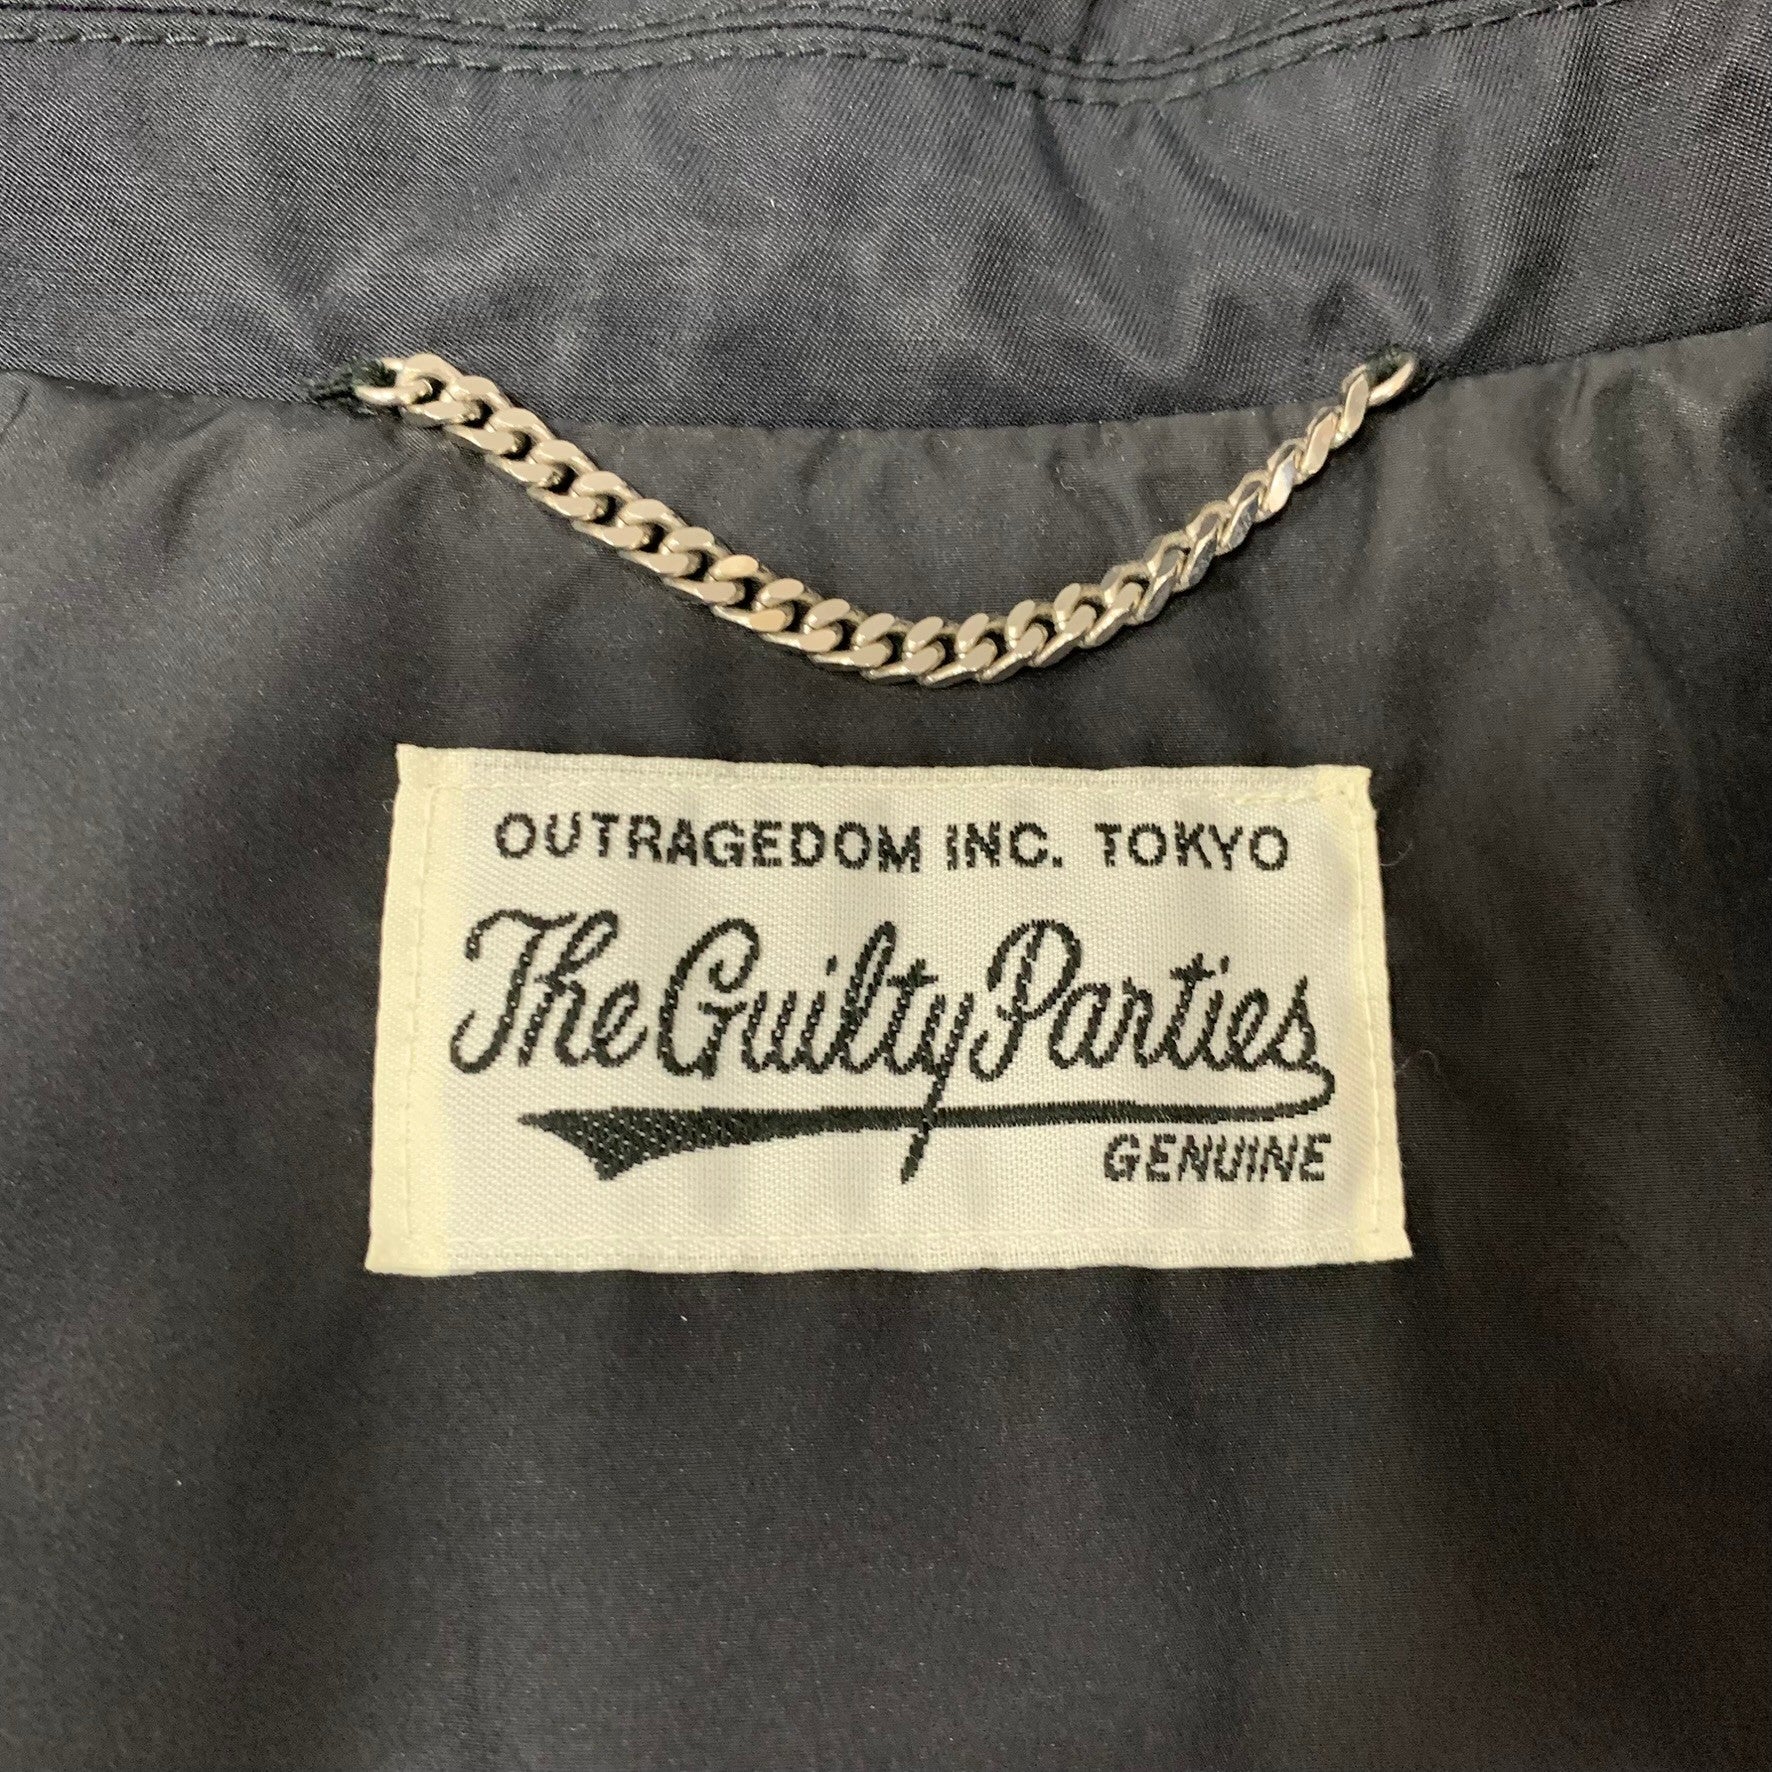 OUTRAGEDOM INC. TOKYO
The Guilty Parties
GENUINE